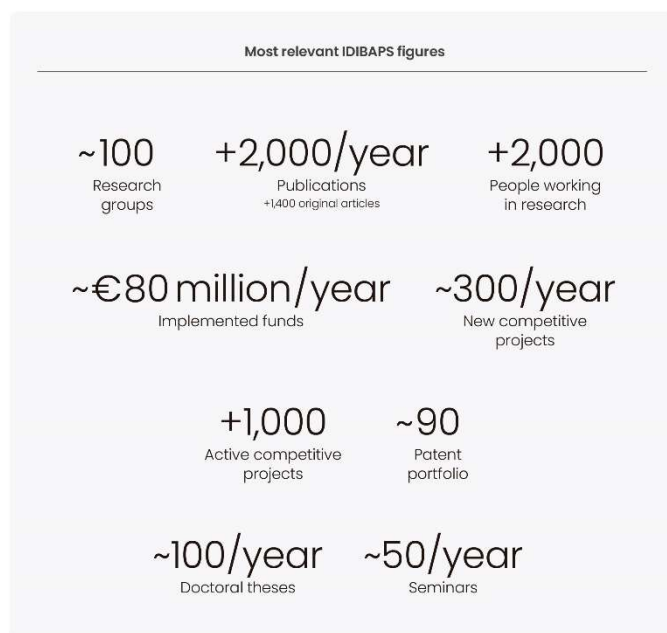 Most relevant IDIBAPS figures
~100
Research
groups
+2,000/year
Publications
+1,400 original articles
+2,000
People working
in research
~€80 million/year
Implemented funds
~300/year
New competitive
projects
+1,000
Active competitive
projects
~90
Patent
portfolio
~100/year
Doctoral theses
~50/year
Seminars